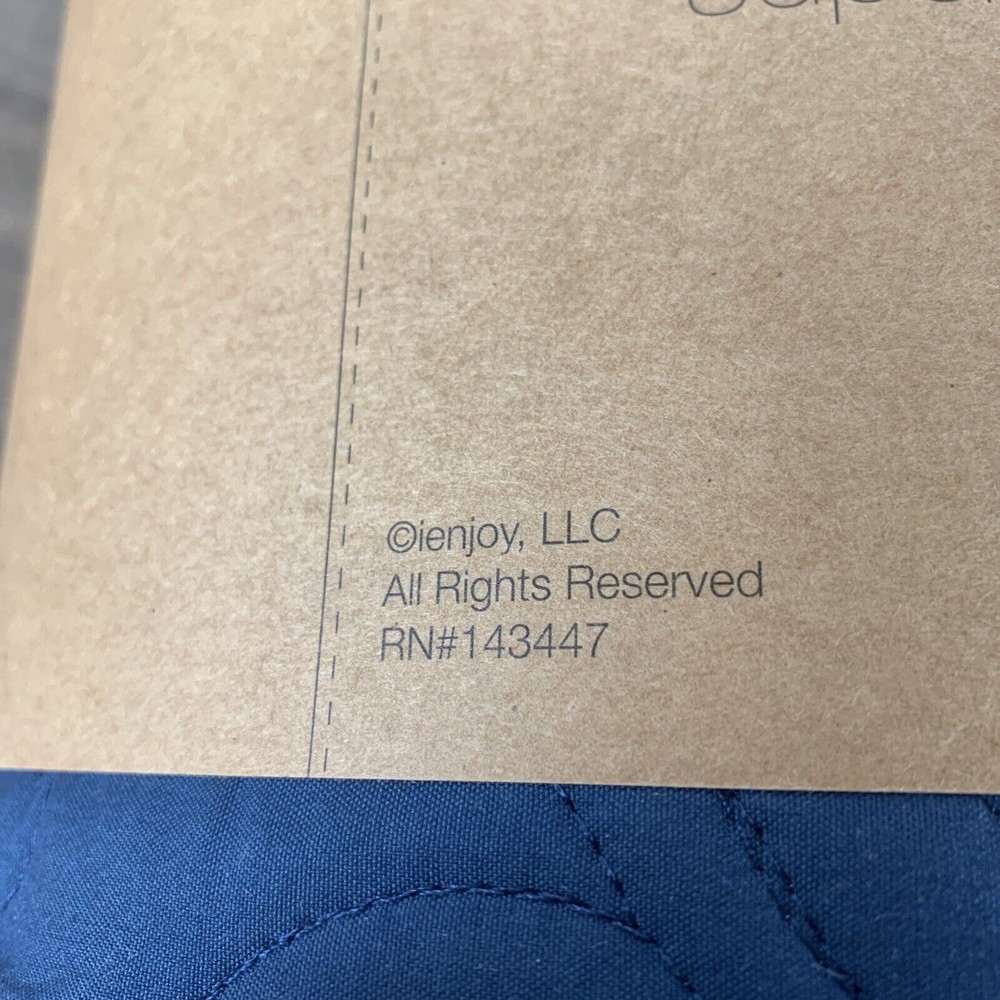 ©ienjoy, LLC
All Rights Reserved
RN#143447